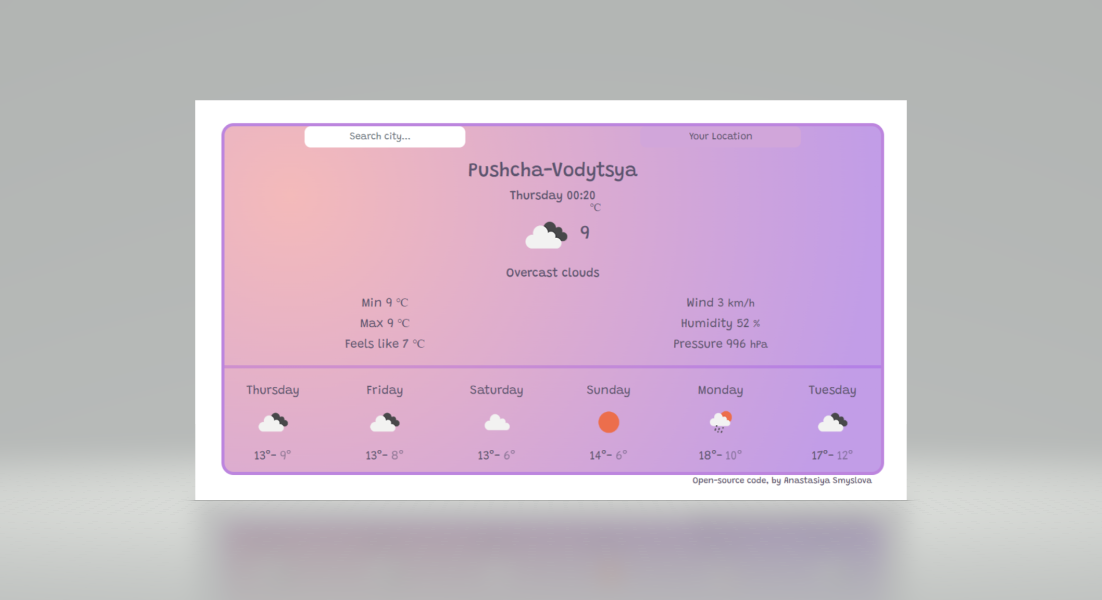 Search city...
Your Location
Pushcha-Vodytsya
Thursday 00:20
℃
9
Overcast clouds
Min 9 ℃
Max 9 ℃
Feels like 7 ℃
Wind 3 km/h
Humidity 52 %
Pressure 996 hPa
Thursday Friday Saturday Sunday Monday Tuesday
13°- 9° 13°- 8° 13°- 6° 14°- 6° 18°- 10° 17°- 12°
Open-source code, by Anastasiya Smyslova